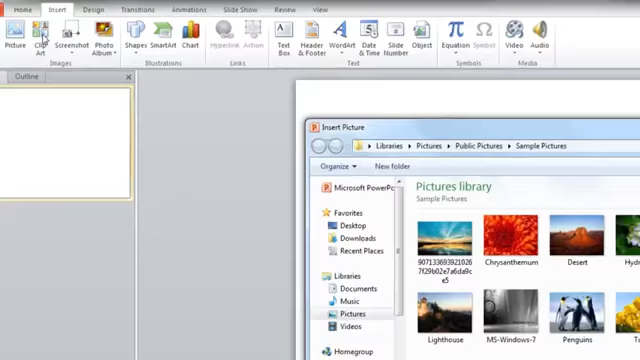 Home Insert Design Transitions Animations Slide Show Review View
Picture Clip Art Screenshot Photo Album Shapes SmartArt Chart Hyperlink Action Text Box Header & Footer WordArt Date & Time Slide Number Object Equation Symbol Video Audio
Images Illustrations Links Text Symbols Media
Outline
Insert Picture
Libraries Pictures Public Pictures Sample Pictures
Organize New folder
Microsoft PowerPo
Pictures library
Sample Pictures
Favorites
Desktop
Downloads
Recent Places
Libraries
Documents
Music
Pictures
Videos
Homegroup
907133693921026
7f29b02e7a6da9c
e5
Chrysanthemum
Desert
Hydr
Lighthouse
MS-Windows-7
Penguins
Tu